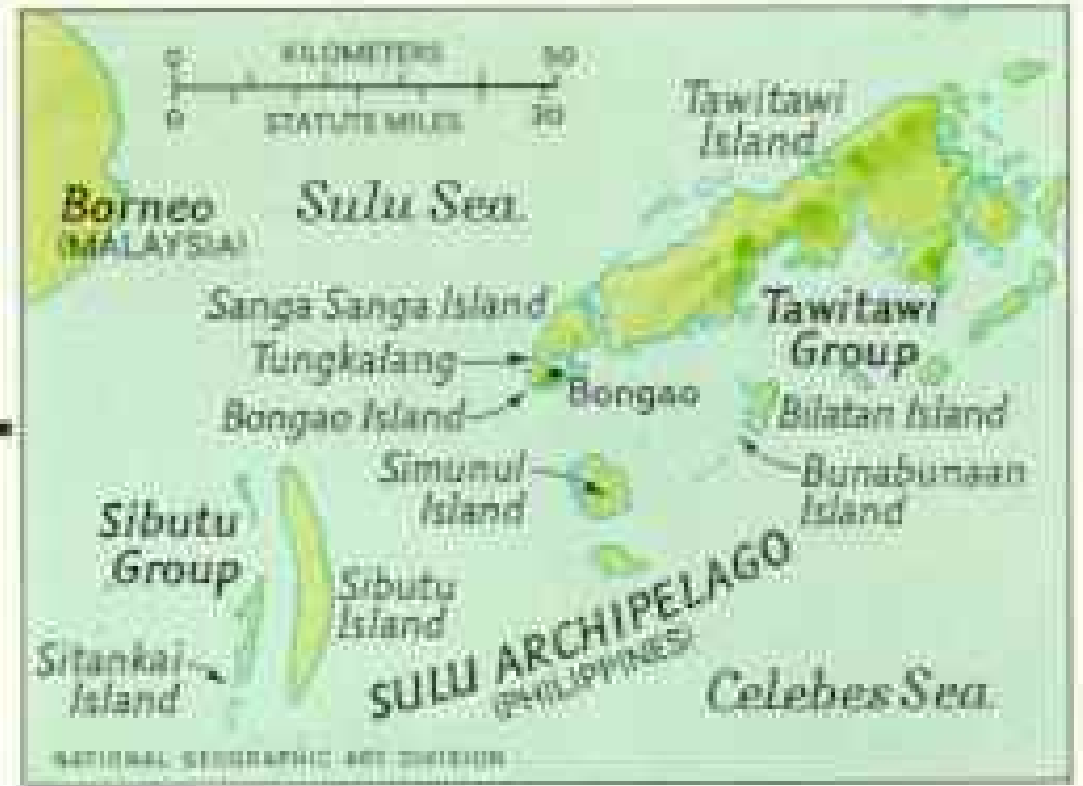 0 KILOMETERS 50
0 STATUTE MILES
Tawitawi
Island
Borneo
(MALAYSIA)
Sulu Sea
Sanga Sanga Island
Tungkalang
Bongao Island
Bongao
Tawitawi
Group
Bilatan Island
Simunul
Island
Bunabunaan
Island
Sibutu
Group
Sibutu
Island
Sitankai
Island
SULU ARCHIPELAGO
(PHILIPPINES)
Celebes Sea
NATIONAL GEOGRAPHIC ART DIVISION